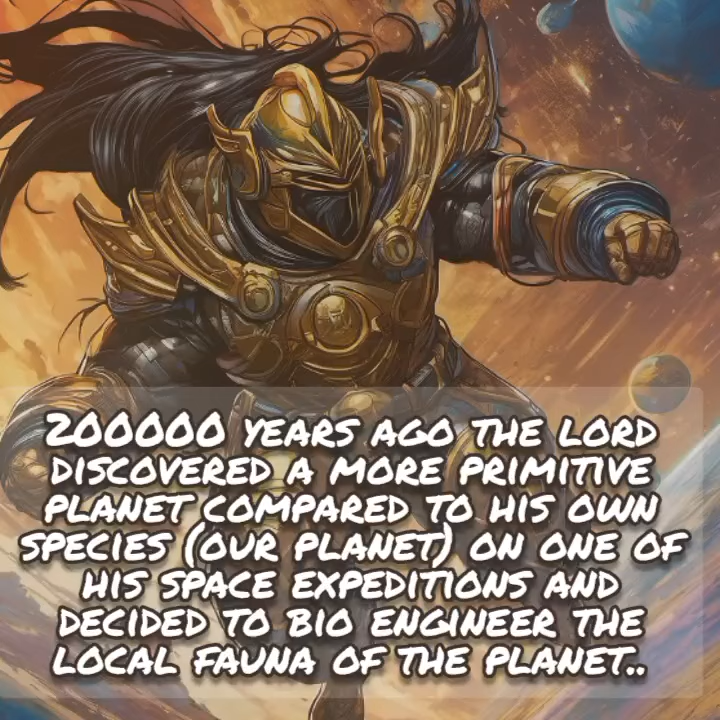 200000 YEARS AGO THE LORD
DISCOVERED A MORE PRIMITIVE
PLANET COMPARED TO HIS OWN
SPECIES (OUR PLANET) ON ONE OF
HIS SPACE EXPEDITIONS AND
DECIDED TO BIO ENGINEER THE
LOCAL FAUNA OF THE PLANET..